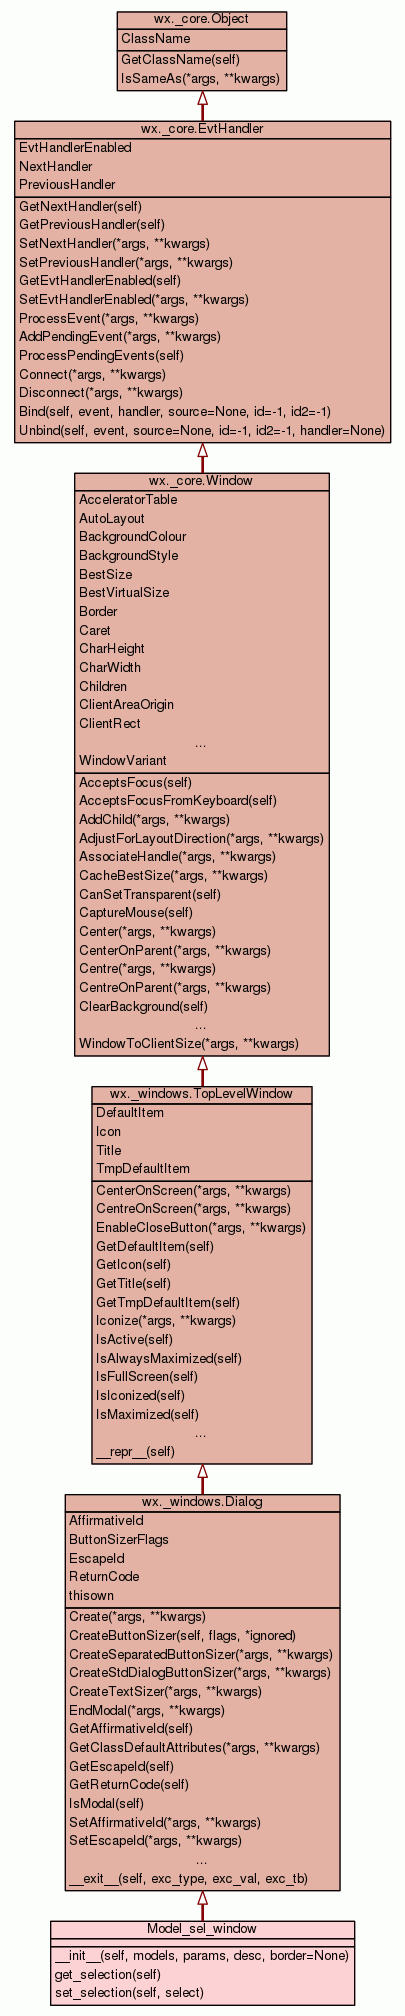 wx._core.Object
ClassName
GetClassName(self)
IsSameAs(*args, **kwargs)
wx._core.EvtHandler
EvtHandlerEnabled
NextHandler
PreviousHandler
GetNextHandler(self)
GetPreviousHandler(self)
SetNextHandler(*args, **kwargs)
SetPreviousHandler(*args, **kwargs)
GetEvtHandlerEnabled(self)
SetEvtHandlerEnabled(*args, **kwargs)
ProcessEvent(*args, **kwargs)
AddPendingEvent(*args, **kwargs)
ProcessPendingEvents(self)
Connect(*args, **kwargs)
Disconnect(*args, **kwargs)
Bind(self, event, handler, source=None, id=-1, id2=-1)
Unbind(self, event, source=None, id=-1, id2=-1, handler=None)
wx._core.Window
AcceleratorTable
AutoLayout
BackgroundColour
BackgroundStyle
BestSize
BestVirtualSize
Border
Caret
CharHeight
CharWidth
Children
ClientAreaOrigin
ClientRect
...
WindowVariant
AcceptsFocus(self)
AcceptsFocusFromKeyboard(self)
AddChild(*args, **kwargs)
AdjustForLayoutDirection(*args, **kwargs)
AssociateHandle(*args, **kwargs)
CacheBestSize(*args, **kwargs)
CanSetTransparent(self)
CaptureMouse(self)
Center(*args, **kwargs)
CenterOnParent(*args, **kwargs)
Centre(*args, **kwargs)
CentreOnParent(*args, **kwargs)
ClearBackground(self)
...
WindowToClientSize(*args, **kwargs)
wx._windows.TopLevelWindow
DefaultItem
Icon
Title
TmpDefaultItem
CenterOnScreen(*args, **kwargs)
CentreOnScreen(*args, **kwargs)
EnableCloseButton(*args, **kwargs)
GetDefaultItem(self)
GetIcon(self)
GetTitle(self)
GetTmpDefaultItem(self)
Iconize(*args, **kwargs)
IsActive(self)
IsAlwaysMaximized(self)
IsFullScreen(self)
IsIconized(self)
IsMaximized(self)
...
__repr__(self)
wx._windows.Dialog
AffirmativeId
ButtonSizerFlags
EscapeId
ReturnCode
thisown
Create(*args, **kwargs)
CreateButtonSizer(self, flags, *ignored)
CreateSeparatedButtonSizer(*args, **kwargs)
CreateStdDialogButtonSizer(*args, **kwargs)
CreateTextSizer(*args, **kwargs)
EndModal(*args, **kwargs)
GetAffirmativeId(self)
GetClassDefaultAttributes(*args, **kwargs)
GetEscapeId(self)
GetReturnCode(self)
IsModal(self)
SetAffirmativeId(*args, **kwargs)
SetEscapeId(*args, **kwargs)
...
__exit__(self, exc_type, exc_val, exc_tb)
Model_sel_window
__init__(self, models, params, desc, border=None)
get_selection(self)
set_selection(self, select)